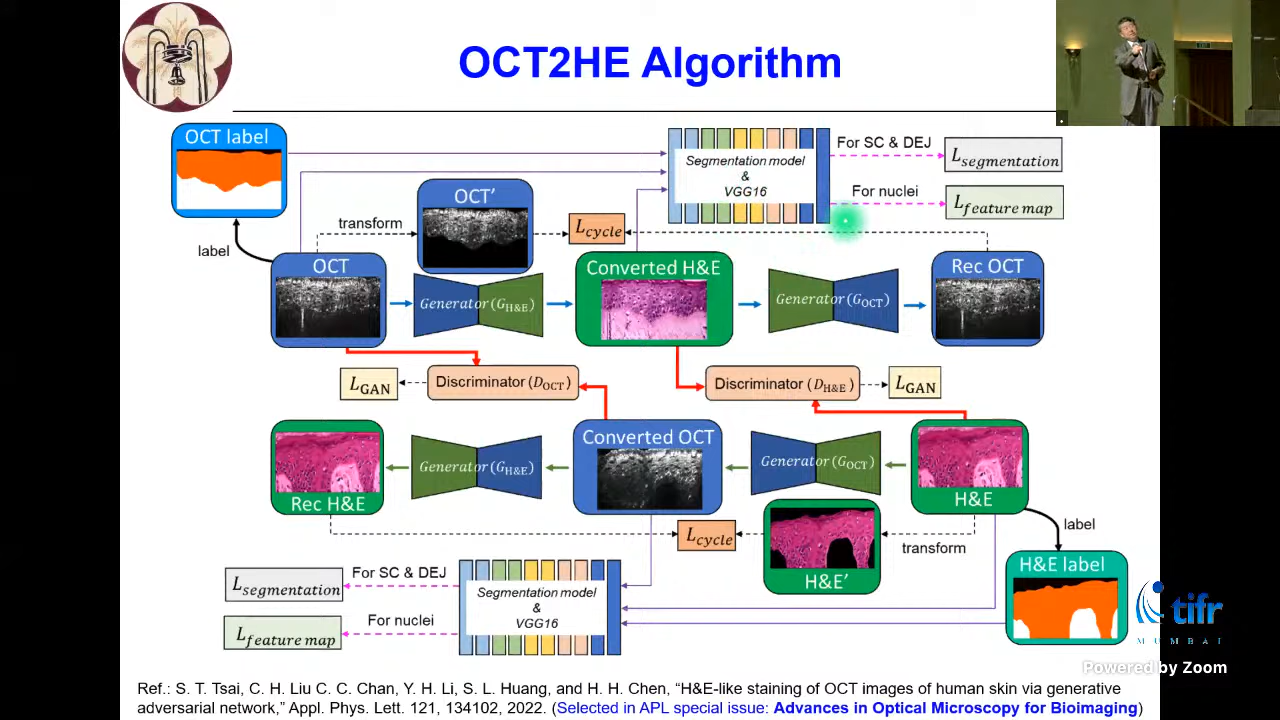 OCT2HE Algorithm
OCT label
label
OCT
transform
OCT'
L_cycle
Segmentation model
&
VGG16
For SC & DEJ
L_segmentation
For nuclei
L_feature map
Generator(G_H&E)
Converted H&E
Generator(G_OCT)
Rec OCT
L_GAN
Discriminator (D_OCT)
Discriminator (D_H&E)
L_GAN
Rec H&E
Generator(G_H&E)
Converted OCT
Generator(G_OCT)
H&E
L_cycle
H&E'
transform
label
H&E label
L_segmentation
For SC & DEJ
L_feature map
For nuclei
Segmentation model
&
VGG16
tifr
MUMBAI
Powered by Zoom
Ref.: S. T. Tsai, C. H. Liu C. C. Chan, Y. H. Li, S. L. Huang, and H. H. Chen, “H&E-like staining of OCT images of human skin via generative
adversarial network,” Appl. Phys. Lett. 121, 134102, 2022. (Selected in APL special issue: Advances in Optical Microscopy for Bioimaging)